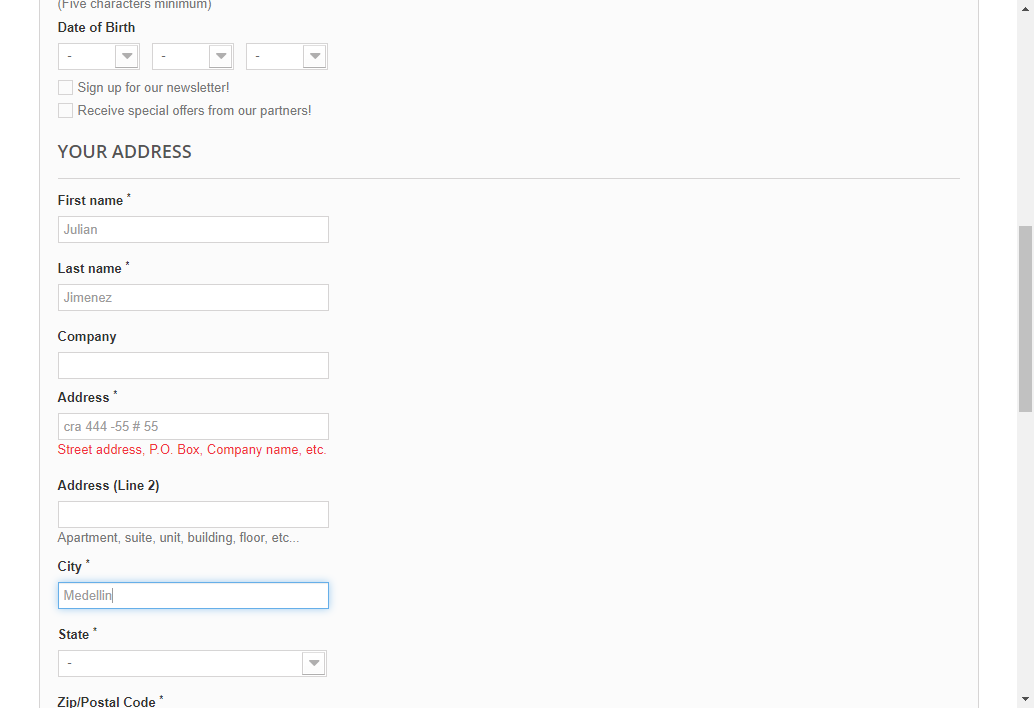 (Five characters minimum)
Date of Birth
- - -
Sign up for our newsletter!
Receive special offers from our partners!
YOUR ADDRESS
First name *
Julian
Last name *
Jimenez
Company
Address *
cra 444 -55 # 55
Street address, P.O. Box, Company name, etc.
Address (Line 2)
Apartment, suite, unit, building, floor, etc...
City *
Medellin
State *
-
Zip/Postal Code *